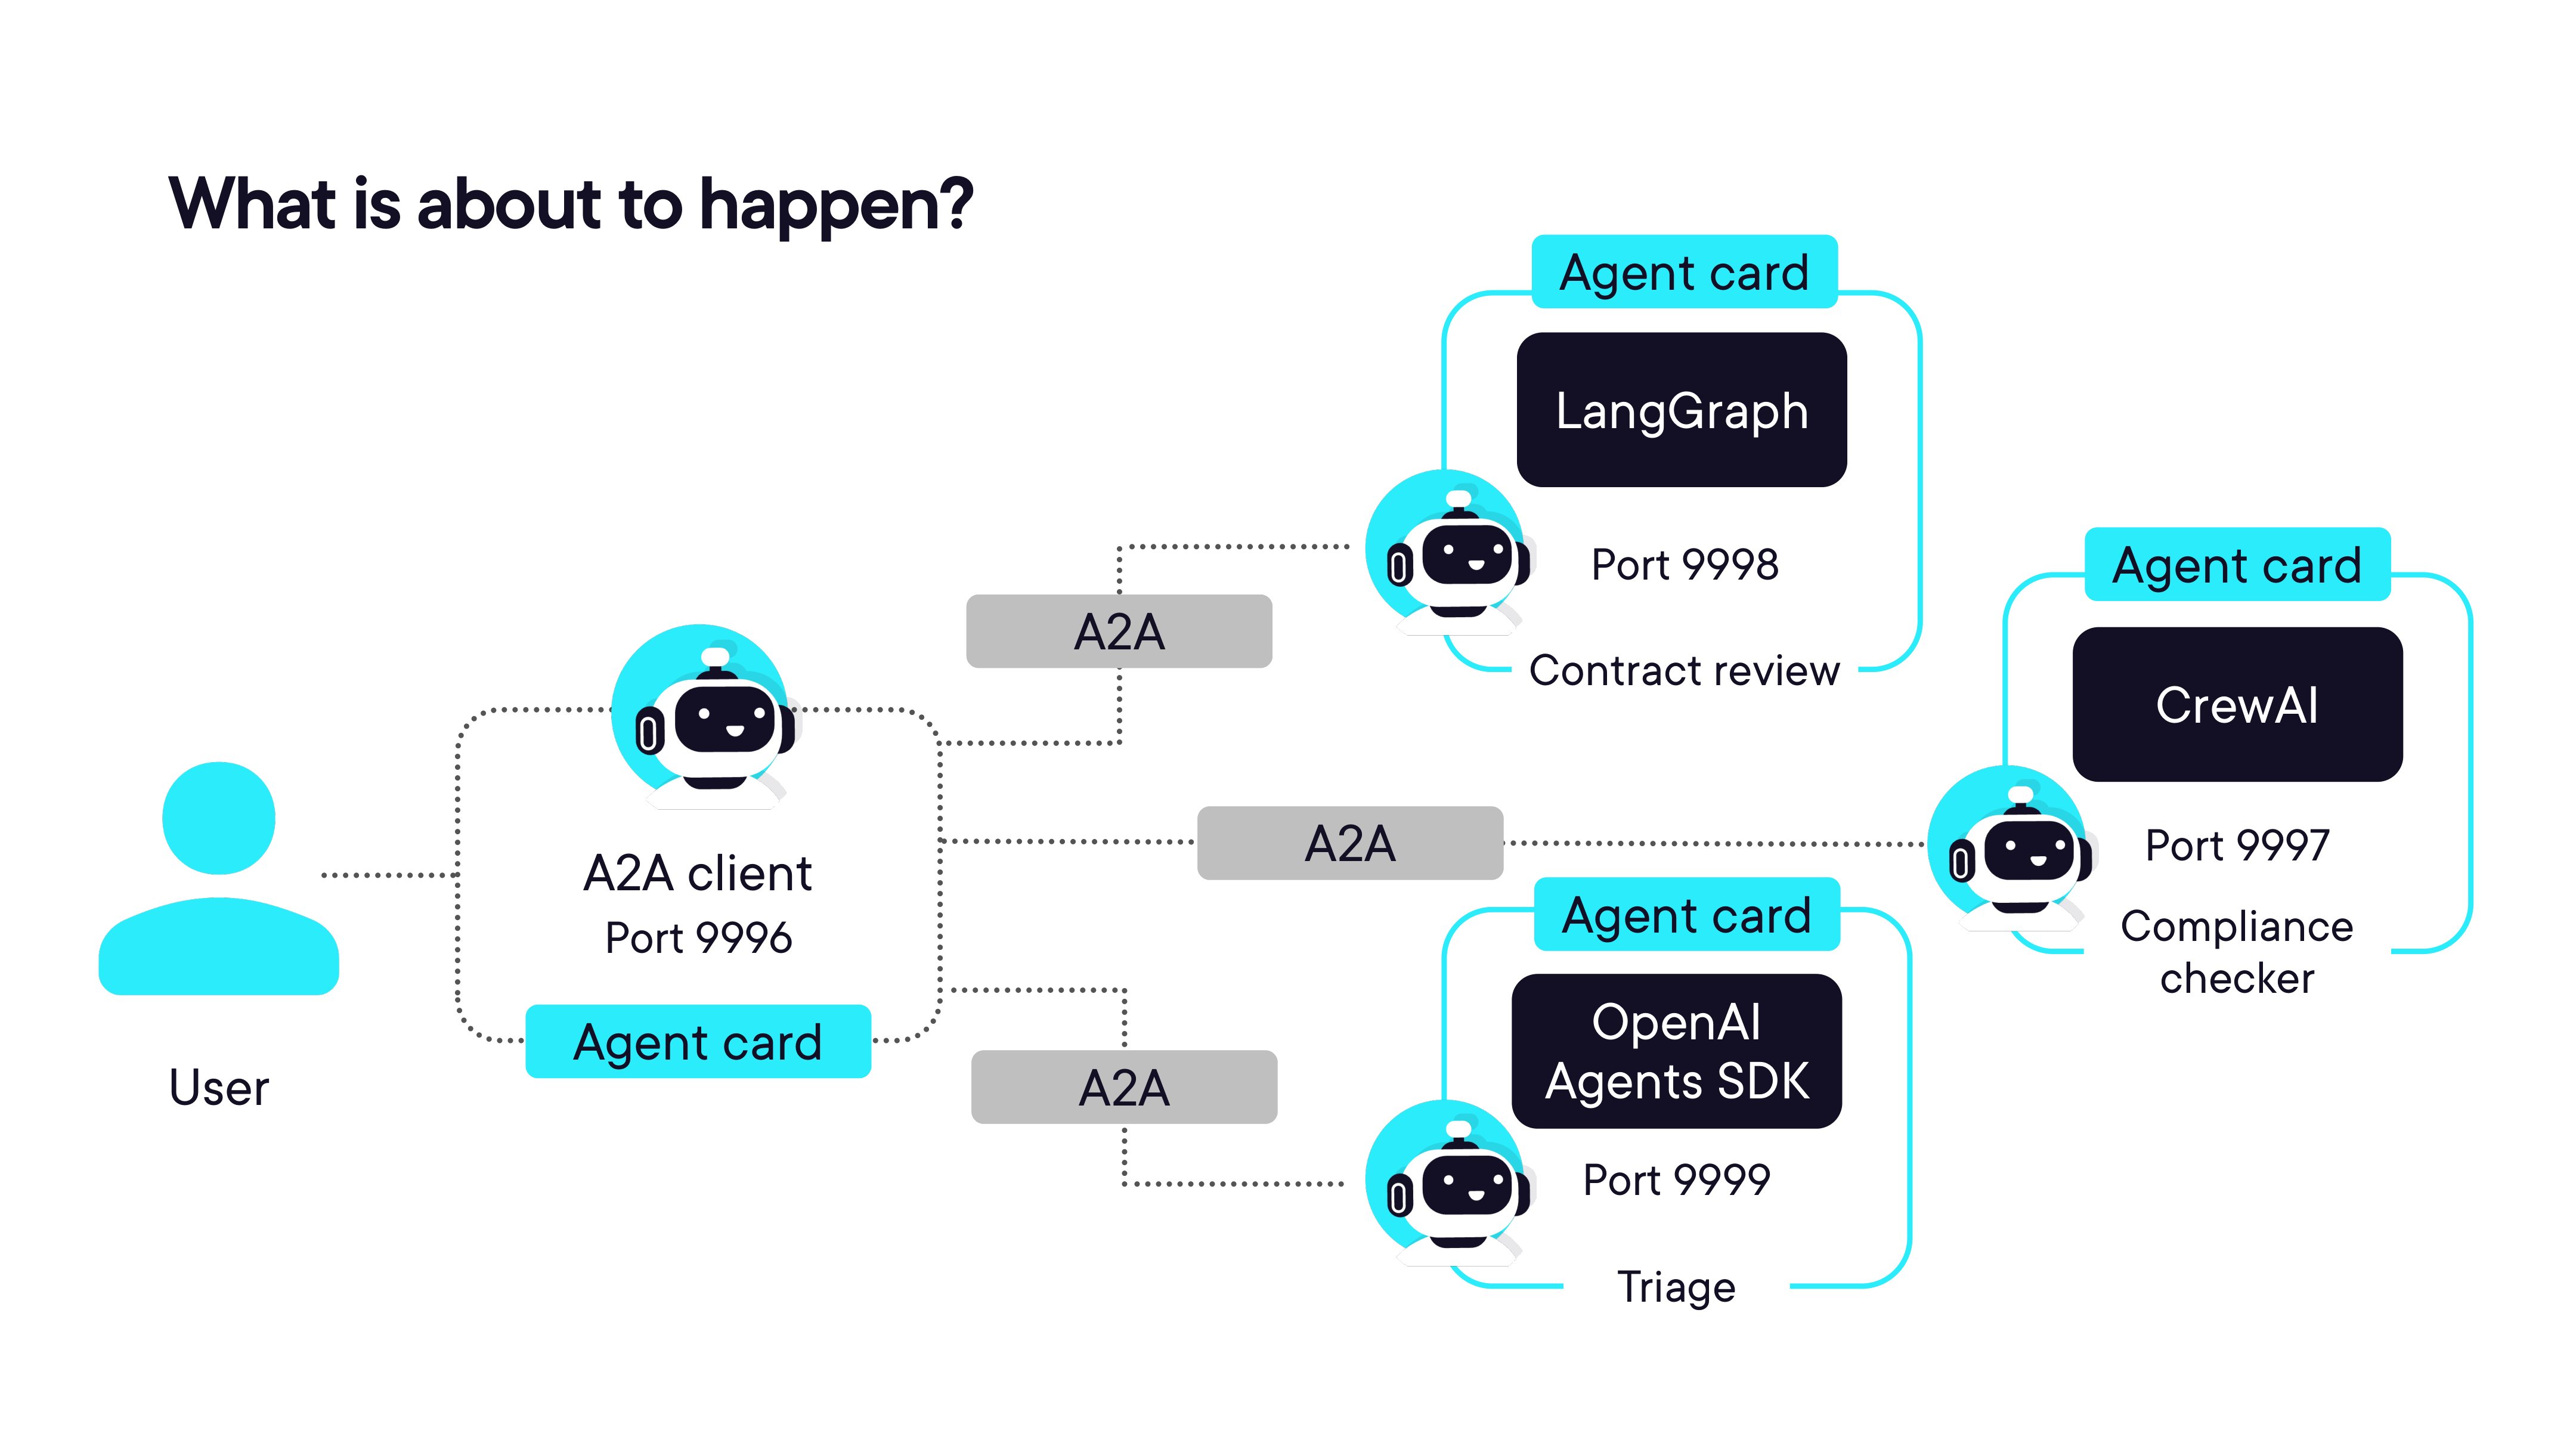 What is about to happen?
User
A2A client
Port 9996
Agent card
A2A
A2A
A2A
Agent card
LangGraph
Port 9998
Contract review
Agent card
CrewAI
Port 9997
Compliance
checker
Agent card
OpenAI
Agents SDK
Port 9999
Triage